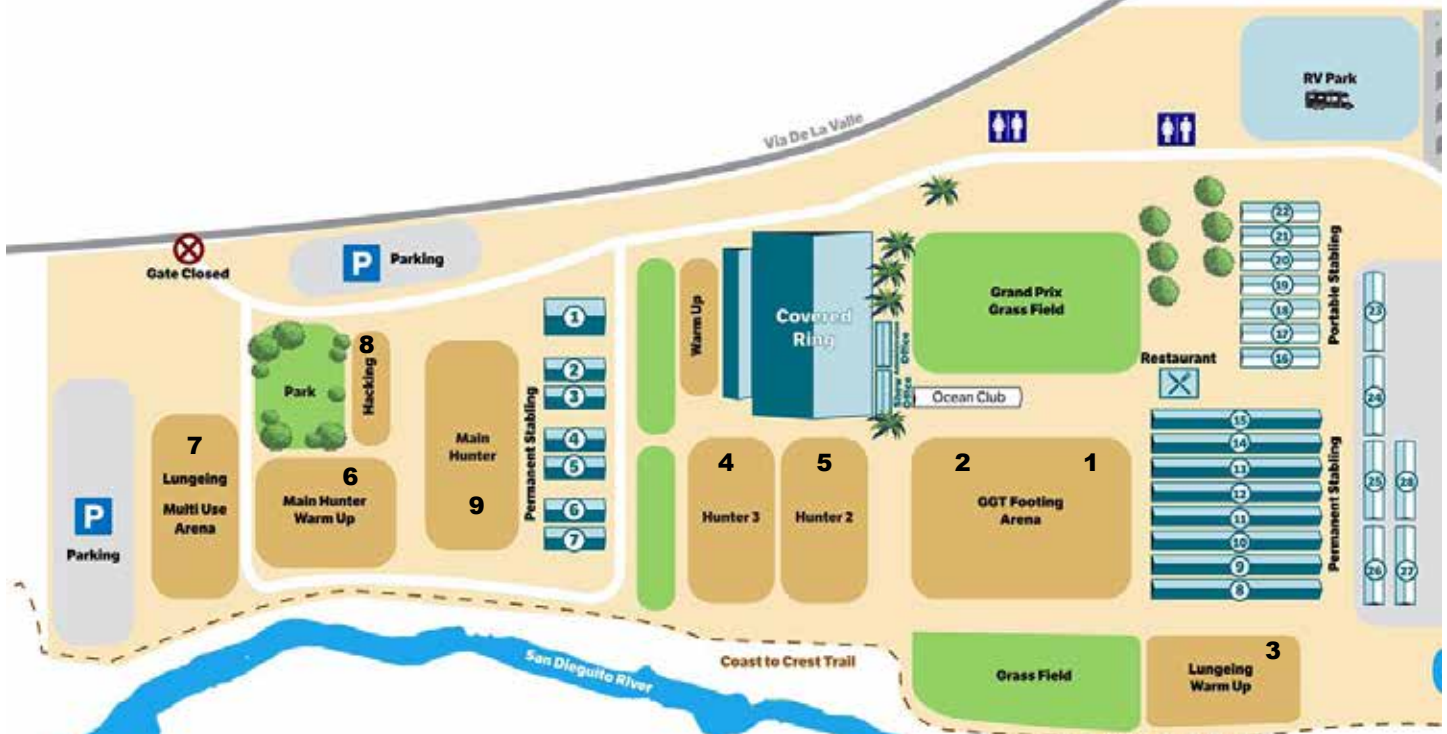 RV Park
Via De La Valle
Gate Closed
P
Parking
Park
8
Hacking
7
Lungeing
Multi Use
Arena
P
Parking
6
Main Hunter
Warm Up
Main
Hunter
9
Permanent Stabling
1
2
3
4
5
6
7
Warm Up
Covered
Ring
Show
Office
Office
Ocean Club
Grand Prix
Grass Field
Restaurant
22
21
20
19
18
17
16
Portable Stabling
15
14
13
12
11
10
9
8
Permanent Stabling
23
24
25
28
26
27
4
Hunter 3
5
Hunter 2
2
1
GGT Footing
Arena
Grass Field
3
Lungeing
Warm Up
Coast to Crest Trail
San Dieguito River